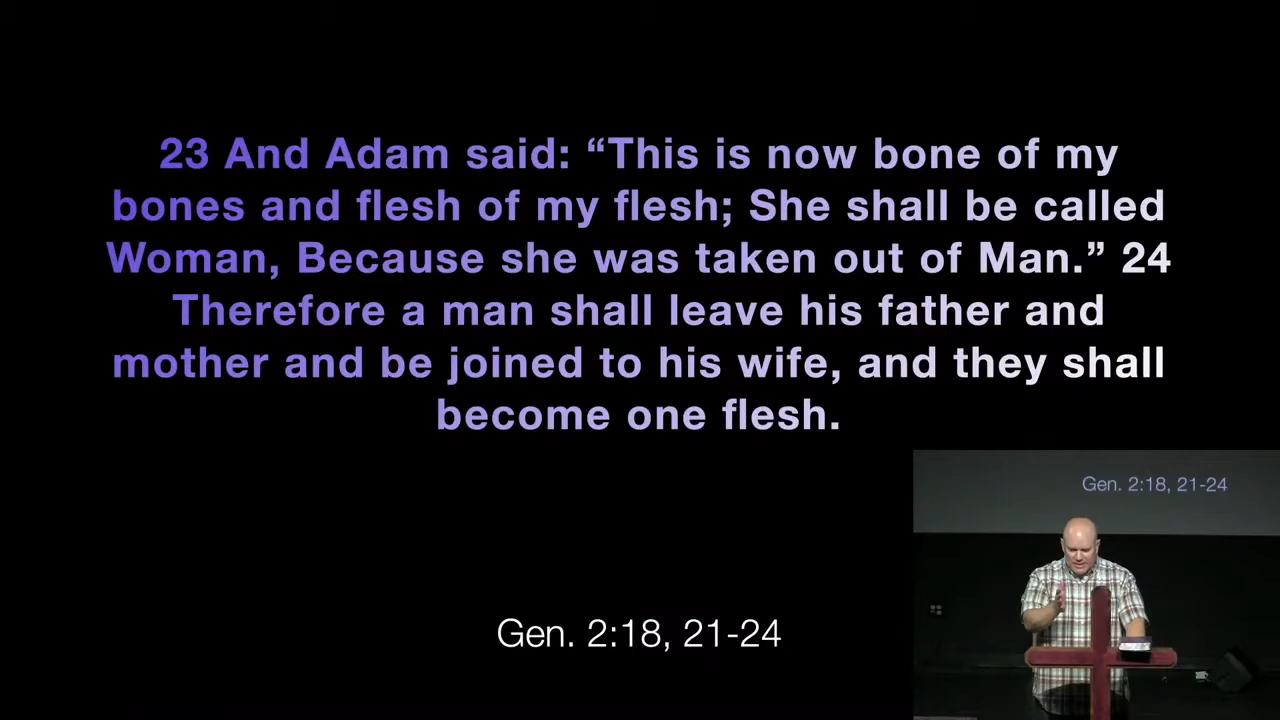 23 And Adam said: “This is now bone of my
bones and flesh of my flesh; She shall be called
Woman, Because she was taken out of Man.” 24
Therefore a man shall leave his father and
mother and be joined to his wife, and they shall
become one flesh.
Gen. 2:18, 21-24
Gen. 2:18, 21-24